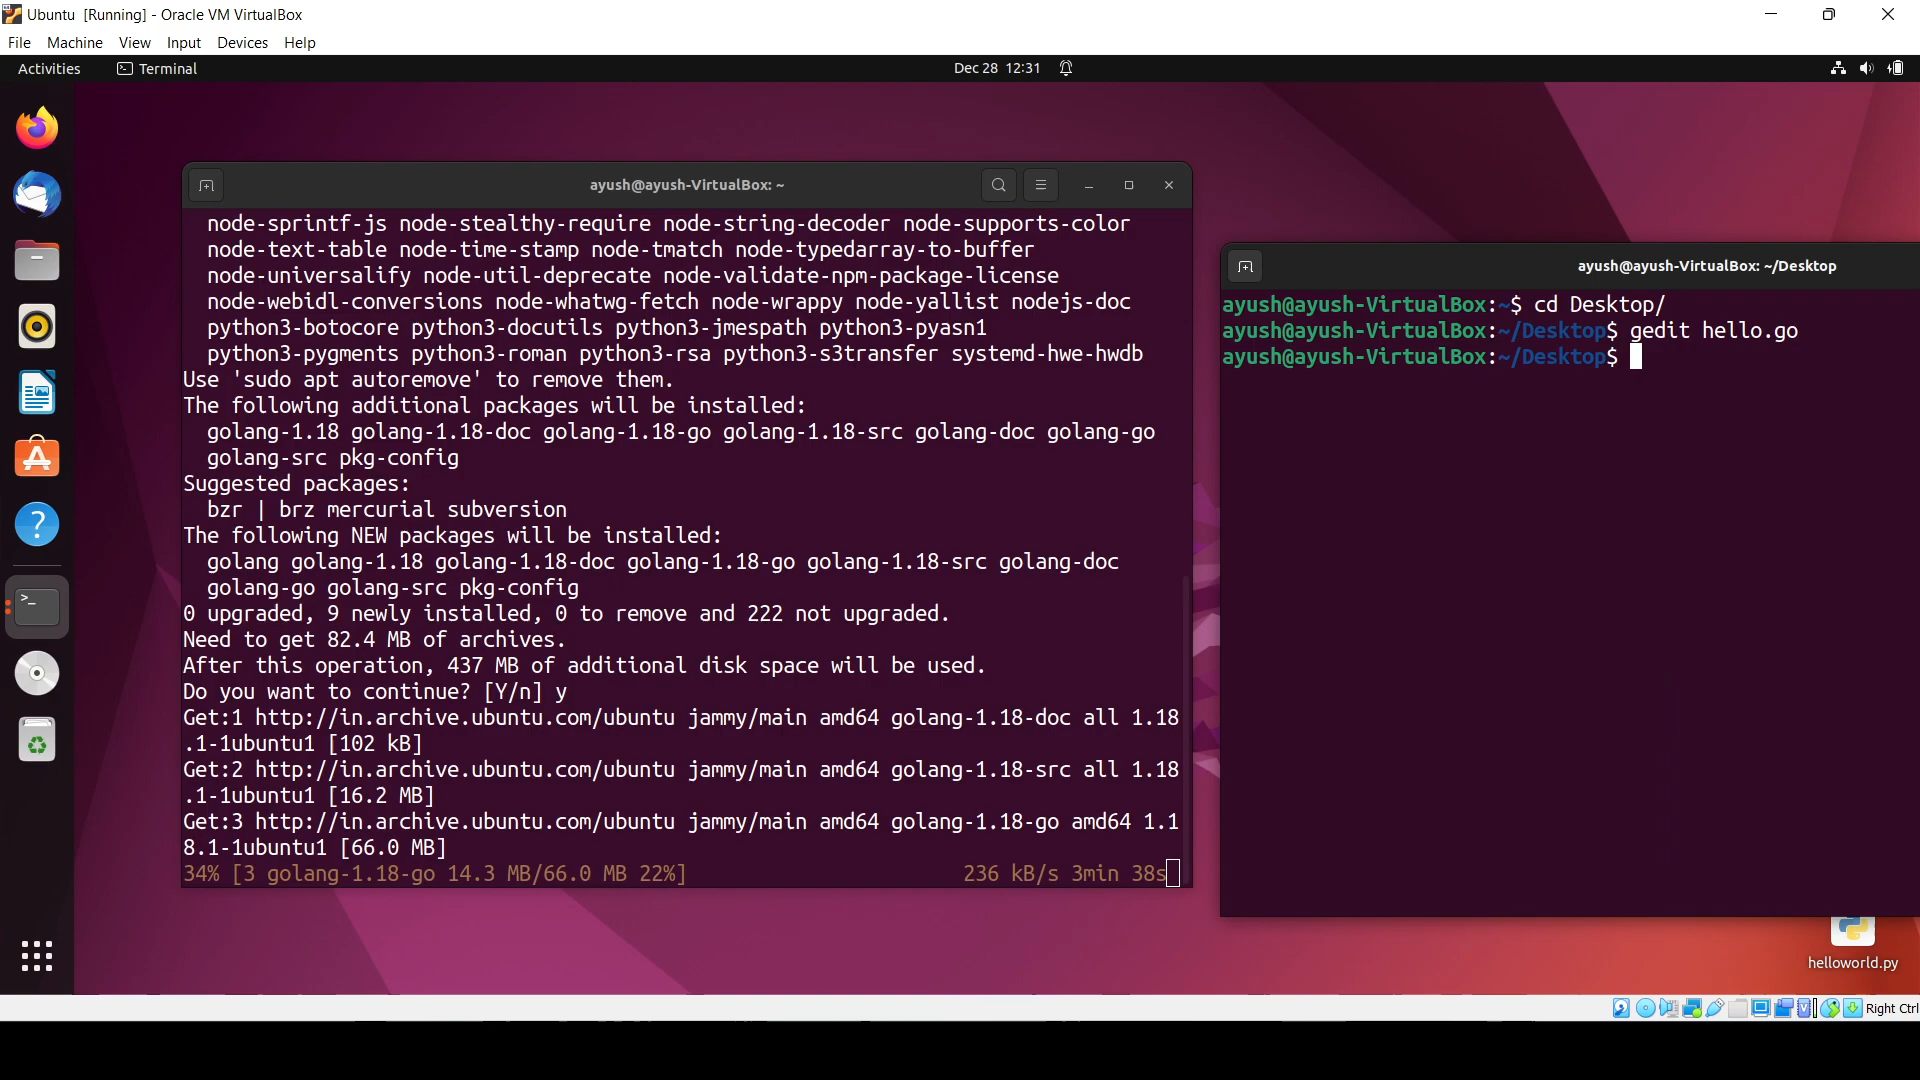 Ubuntu [Running] - Oracle VM VirtualBox
File Machine View Input Devices Help
Activities Terminal Dec 28 12:31
ayush@ayush-VirtualBox: ~
node-sprintf-js node-stealthy-require node-string-decoder node-supports-color
node-text-table node-time-stamp node-tmatch node-typedarray-to-buffer
node-universalify node-util-deprecate node-validate-npm-package-license
node-webidl-conversions node-whatwg-fetch node-wrappy node-yallist nodejs-doc
python3-botocore python3-docutils python3-jmespath python3-pyasn1
python3-pygments python3-roman python3-rsa python3-s3transfer systemd-hwe-hwdb
Use 'sudo apt autoremove' to remove them.
The following additional packages will be installed:
golang-1.18 golang-1.18-doc golang-1.18-go golang-1.18-src golang-doc golang-go
golang-src pkg-config
Suggested packages:
bzr | brz mercurial subversion
The following NEW packages will be installed:
golang golang-1.18 golang-1.18-doc golang-1.18-go golang-1.18-src golang-doc
golang-go golang-src pkg-config
0 upgraded, 9 newly installed, 0 to remove and 222 not upgraded.
Need to get 82.4 MB of archives.
After this operation, 437 MB of additional disk space will be used.
Do you want to continue? [Y/n] y
Get:1 http://in.archive.ubuntu.com/ubuntu jammy/main amd64 golang-1.18-doc all 1.18
.1-1ubuntu1 [102 kB]
Get:2 http://in.archive.ubuntu.com/ubuntu jammy/main amd64 golang-1.18-src all 1.18
.1-1ubuntu1 [16.2 MB]
Get:3 http://in.archive.ubuntu.com/ubuntu jammy/main amd64 golang-1.18-go amd64 1.1
8.1-1ubuntu1 [66.0 MB]
34% [3 golang-1.18-go 14.3 MB/66.0 MB 22%] 236 kB/s 3min 38s
ayush@ayush-VirtualBox: ~/Desktop
ayush@ayush-VirtualBox:~$ cd Desktop/
ayush@ayush-VirtualBox:~/Desktop$ gedit hello.go
ayush@ayush-VirtualBox:~/Desktop$
helloworld.py
Right Ctrl